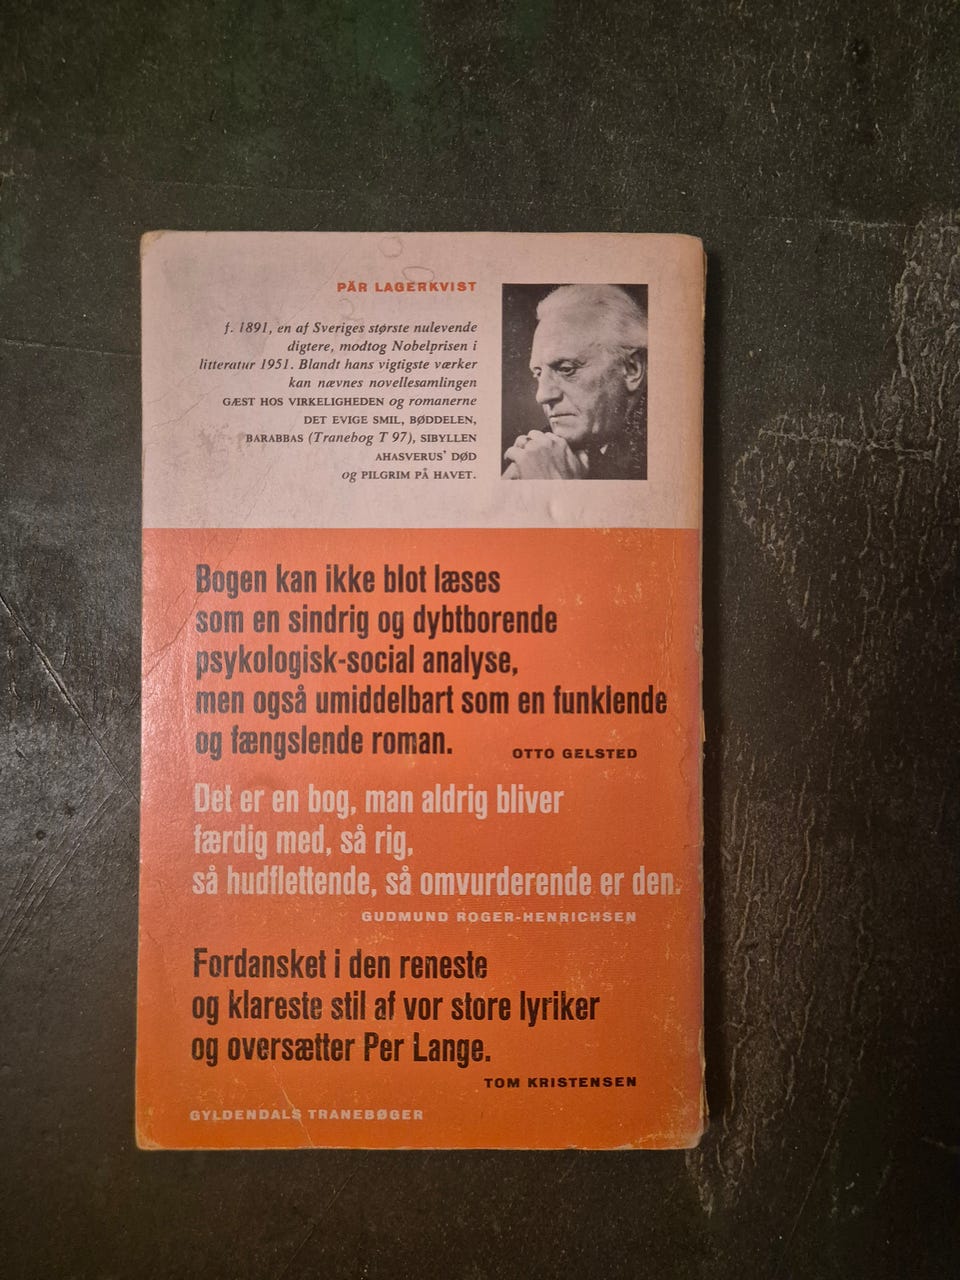 PÄR LAGERKVIST
f. 1891, en af Sveriges største nulevende
digtere, modtog Nobelprisen i
litteratur 1951. Blandt hans vigtigste værker
kan nævnes novellesamlingen
GÆST HOS VIRKELIGHEDEN og romanerne
DET EVIGE SMIL, BØDDELEN,
BARABBAS (Tranebog T 97), SIBYLLEN
AHASVERUS' DØD
og PILGRIM PÅ HAVET.
Bogen kan ikke blot læses
som en sindrig og dybtborende
psykologisk-social analyse,
men også umiddelbart som en funklende
og fængslende roman.
OTTO GELSTED
Det er en bog, man aldrig bliver
færdig med, så rig,
så hudflettende, så omvurderende er den.
GUDMUND ROGER-HENRICHSEN
Fordansket i den reneste
og klareste stil af vor store lyriker
og oversætter Per Lange.
TOM KRISTENSEN
GYLDENDALS TRANEBØGER